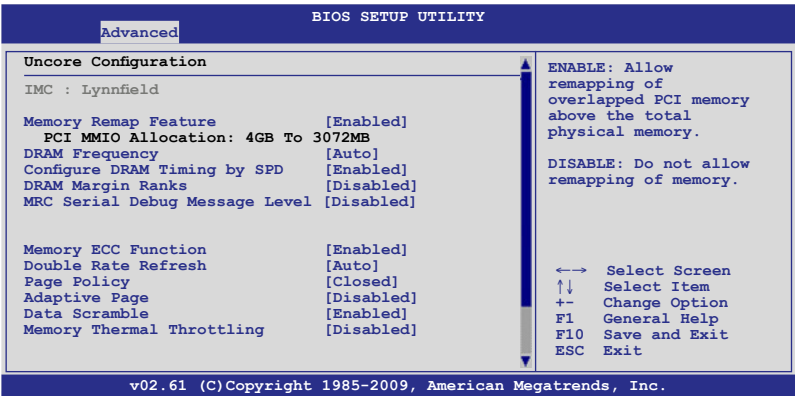 BIOS SETUP UTILITY
Advanced
Uncore Configuration
IMC : Lynnfield
Memory Remap Feature [Enabled]
PCI MMIO Allocation: 4GB To 3072MB
DRAM Frequency [Auto]
Configure DRAM Timing by SPD [Enabled]
DRAM Margin Ranks [Disabled]
MRC Serial Debug Message Level [Disabled]
Memory ECC Function [Enabled]
Double Rate Refresh [Auto]
Page Policy [Closed]
Adaptive Page [Disabled]
Data Scramble [Enabled]
Memory Thermal Throttling [Disabled]
ENABLE: Allow
remapping of
overlapped PCI memory
above the total
physical memory.
DISABLE: Do not allow
remapping of memory.
←→ Select Screen
↑↓ Select Item
+- Change Option
F1 General Help
F10 Save and Exit
ESC Exit
v02.61 (C)Copyright 1985-2009, American Megatrends, Inc.